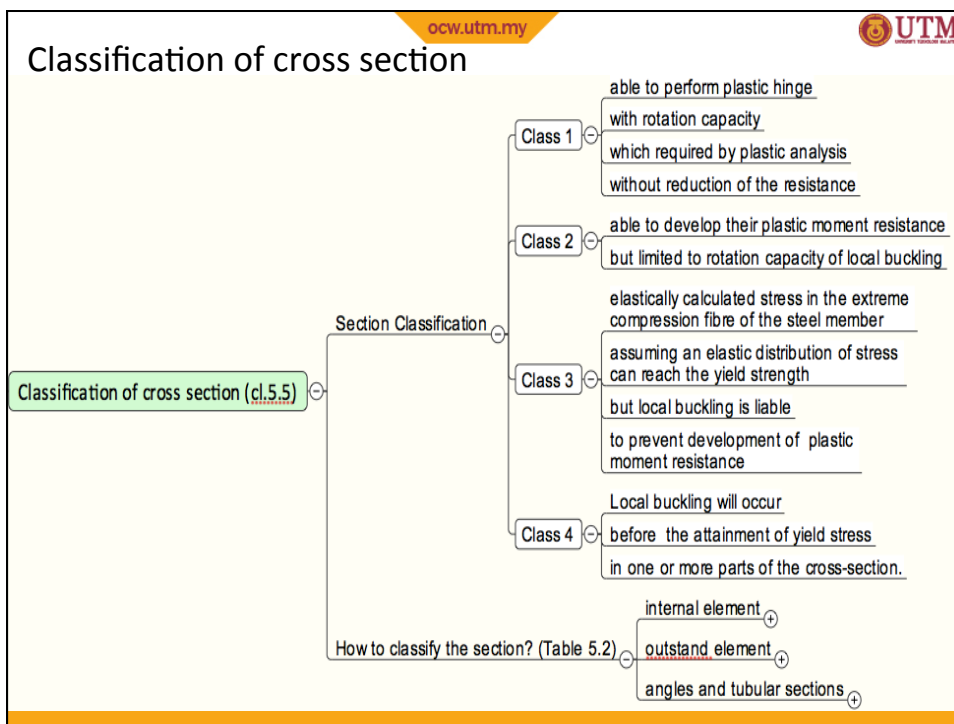 ocw.utm.my
UTM
Classification of cross section
Classification of cross section (cl.5.5)
Section Classification
Class 1
able to perform plastic hinge
with rotation capacity
which required by plastic analysis
without reduction of the resistance
Class 2
able to develop their plastic moment resistance
but limited to rotation capacity of local buckling
Class 3
elastically calculated stress in the extreme
compression fibre of the steel member
assuming an elastic distribution of stress
can reach the yield strength
but local buckling is liable
to prevent development of plastic
moment resistance
Class 4
Local buckling will occur
before the attainment of yield stress
in one or more parts of the cross-section.
How to classify the section? (Table 5.2)
internal element
outstand element
angles and tubular sections